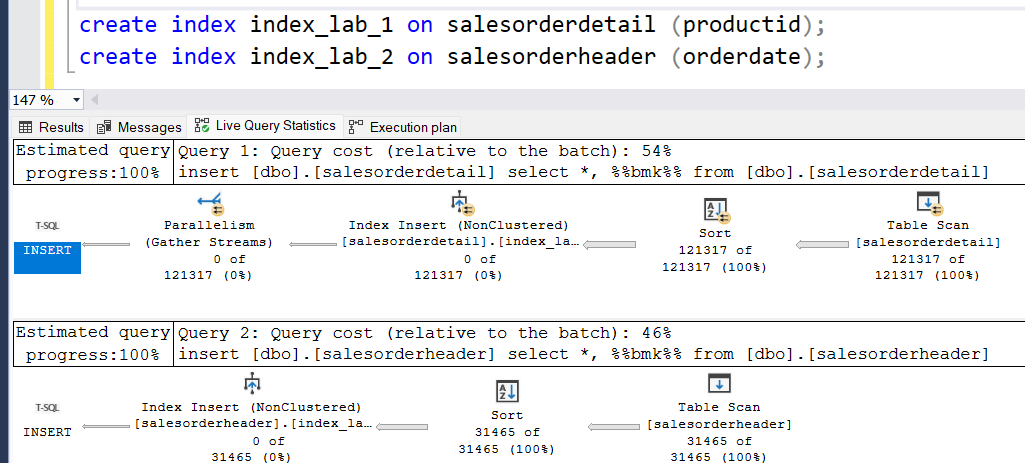 create index index_lab_1 on salesorderdetail (productid);
create index index_lab_2 on salesorderheader (orderdate);
147 %
Results Messages Live Query Statistics Execution plan
Estimated query progress:100%
Query 1: Query cost (relative to the batch): 54%
insert [dbo].[salesorderdetail] select *, %%bmk%% from [dbo].[salesorderdetail]
T-SQL
INSERT
Parallelism
(Gather Streams)
0 of
121317 (0%)
Index Insert (NonClustered)
[salesorderdetail].[index_la…
0 of
121317 (0%)
Sort
121317 of
121317 (100%)
Table Scan
[salesorderdetail]
121317 of
121317 (100%)
Estimated query progress:100%
Query 2: Query cost (relative to the batch): 46%
insert [dbo].[salesorderheader] select *, %%bmk%% from [dbo].[salesorderheader]
T-SQL
INSERT
Index Insert (NonClustered)
[salesorderheader].[index_la…
0 of
31465 (0%)
Sort
31465 of
31465 (100%)
Table Scan
[salesorderheader]
31465 of
31465 (100%)